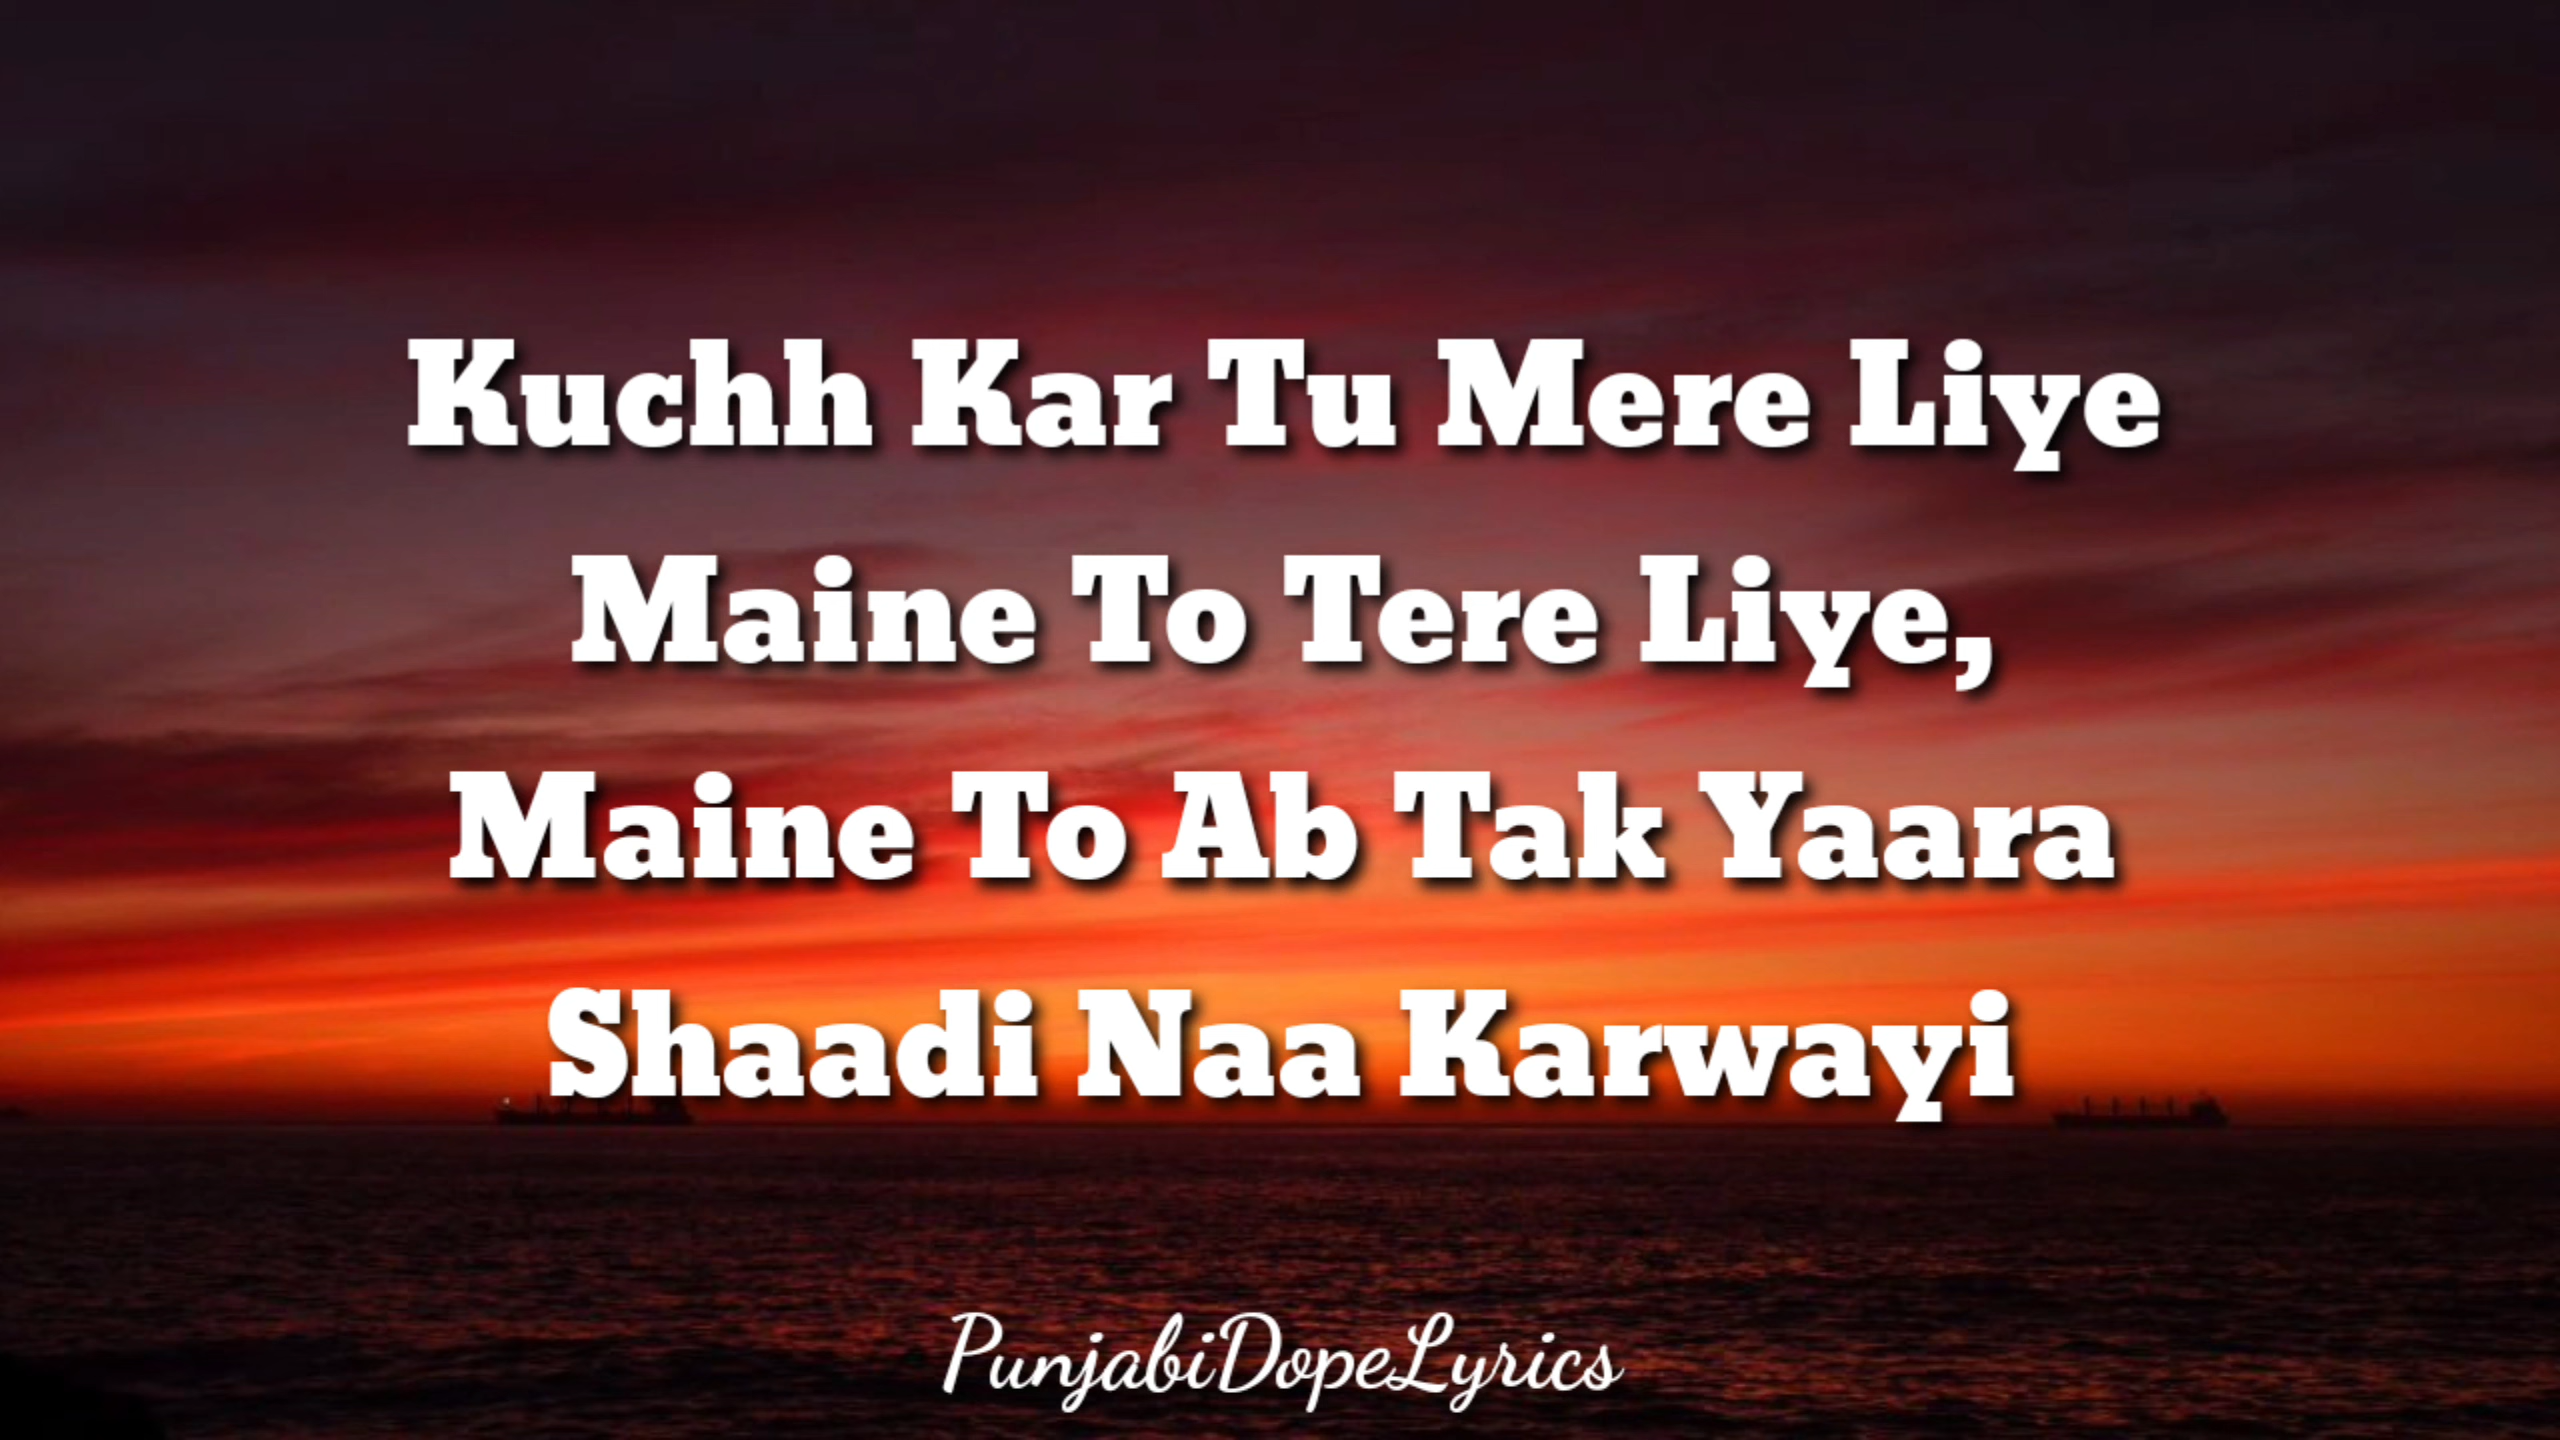 Kuchh Kar Tu Mere Liye
Maine To Tere Liye,
Maine To Ab Tak Yaara
Shaadi Naa Karwayi
PunjabiDopeLyrics